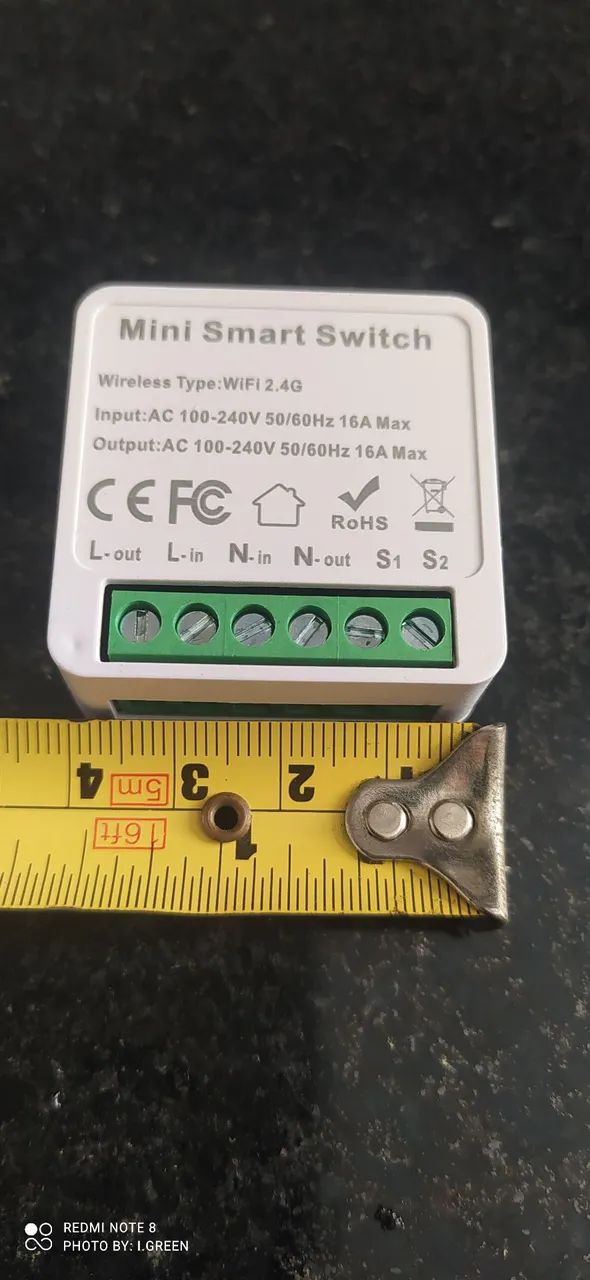 Mini Smart Switch
Wireless Type:WiFi 2.4G
Input:AC 100-240V 50/60Hz 16A Max
Output:AC 100-240V 50/60Hz 16A Max
CE FC RoHS
L-out L-in N-in N-out S1 S2
4 5m 3 2 1
16ft 1
REDMI NOTE 8
PHOTO BY: I.GREEN